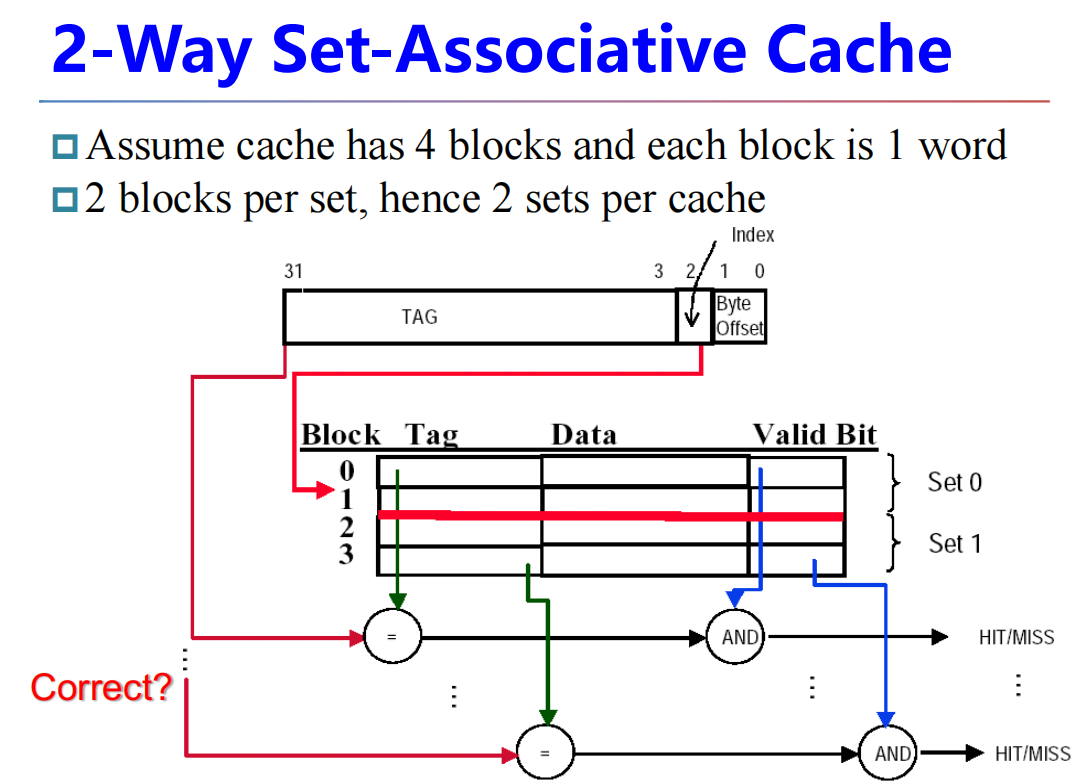 2-Way Set-Associative Cache
Assume cache has 4 blocks and each block is 1 word
2 blocks per set, hence 2 sets per cache
Index
31 3 2 1 0
TAG
Byte
Offset
Block Tag Data Valid Bit
0
1
2
3
Set 0
Set 1
= AND HIT/MISS
Correct?
= AND HIT/MISS